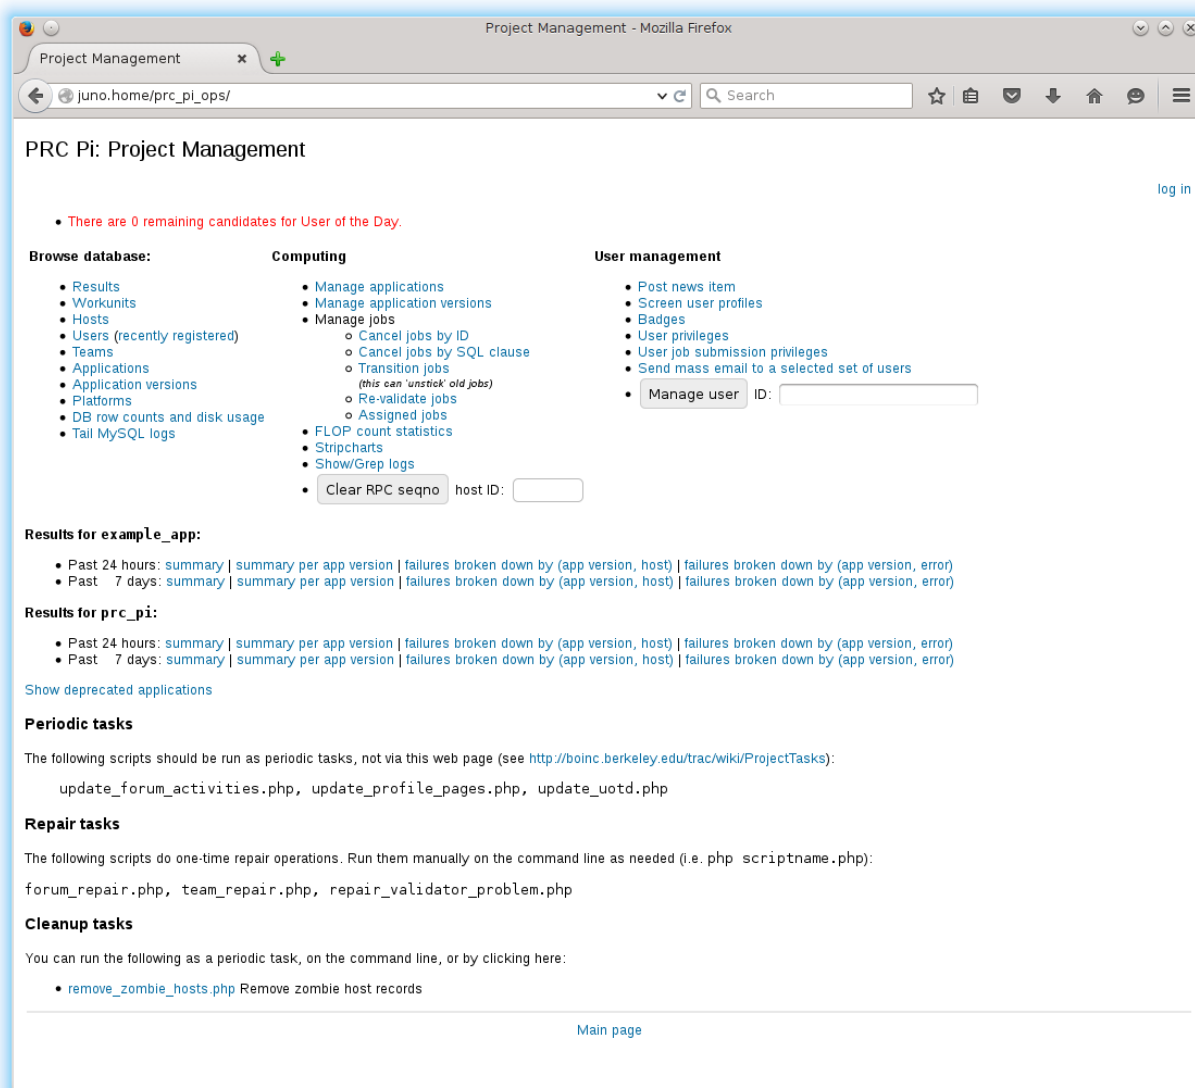 Project Management - Mozilla Firefox
Project Management
juno.home/prc_pi_ops/
Search
PRC Pi: Project Management
log in
There are 0 remaining candidates for User of the Day.
Browse database:
Results
Workunits
Hosts
Users (recently registered)
Teams
Applications
Application versions
Platforms
DB row counts and disk usage
Tail MySQL logs
Computing
Manage applications
Manage application versions
Manage jobs
Cancel jobs by ID
Cancel jobs by SQL clause
Transition jobs
(this can 'unstick' old jobs)
Re-validate jobs
Assigned jobs
FLOP count statistics
Stripcharts
Show/Grep logs
Clear RPC seqno host ID:
User management
Post news item
Screen user profiles
Badges
User privileges
User job submission privileges
Send mass email to a selected set of users
Manage user ID:
Results for example_app:
Past 24 hours: summary | summary per app version | failures broken down by (app version, host) | failures broken down by (app version, error)
Past 7 days: summary | summary per app version | failures broken down by (app version, host) | failures broken down by (app version, error)
Results for prc_pi:
Past 24 hours: summary | summary per app version | failures broken down by (app version, host) | failures broken down by (app version, error)
Past 7 days: summary | summary per app version | failures broken down by (app version, host) | failures broken down by (app version, error)
Show deprecated applications
Periodic tasks
The following scripts should be run as periodic tasks, not via this web page (see http://boinc.berkeley.edu/trac/wiki/ProjectTasks):
update_forum_activities.php, update_profile_pages.php, update_uotd.php
Repair tasks
The following scripts do one-time repair operations. Run them manually on the command line as needed (i.e. php scriptname.php):
forum_repair.php, team_repair.php, repair_validator_problem.php
Cleanup tasks
You can run the following as a periodic task, on the command line, or by clicking here:
remove_zombie_hosts.php Remove zombie host records
Main page